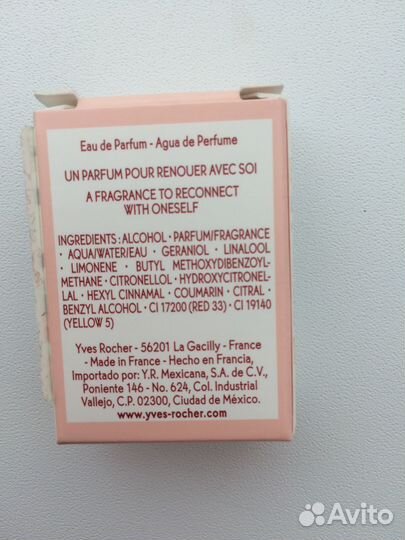 Eau de Parfum - Agua de Perfume
UN PARFUM POUR RENOUER AVEC SOI
A FRAGRANCE TO RECONNECT
WITH ONESELF
INGREDIENTS : ALCOHOL • PARFUM/FRAGRANCE
• AQUA/WATER/EAU • GERANIOL • LINALOOL
• LIMONENE • BUTYL METHOXYDIBENZOYL-
METHANE • CITRONELLOL • HYDROXYCITRONEL-
LAL • HEXYL CINNAMAL • COUMARIN • CITRAL •
BENZYL ALCOHOL • CI 17200 (RED 33) • CI 19140
(YELLOW 5)
Yves Rocher - 56201 La Gacilly - France
- Made in France - Hecho en Francia,
Importado por: Y.R. Mexicana, S.A. de C.V.,
Poniente 146 - No. 624, Col. Industrial
Vallejo, C.P. 02300, Ciudad de México.
www.yves-rocher.com
Avito